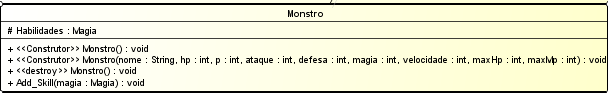 Monstro
# Habilidades : Magia
+ <<Construtor>> Monstro() : void
+ <<Construtor>> Monstro(nome : String, hp : int, p : int, ataque : int, defesa : int, magia : int, velocidade : int, maxHp : int, maxMp : int) : void
+ <<destroy>> Monstro() : void
+ Add_Skill(magia : Magia) : void